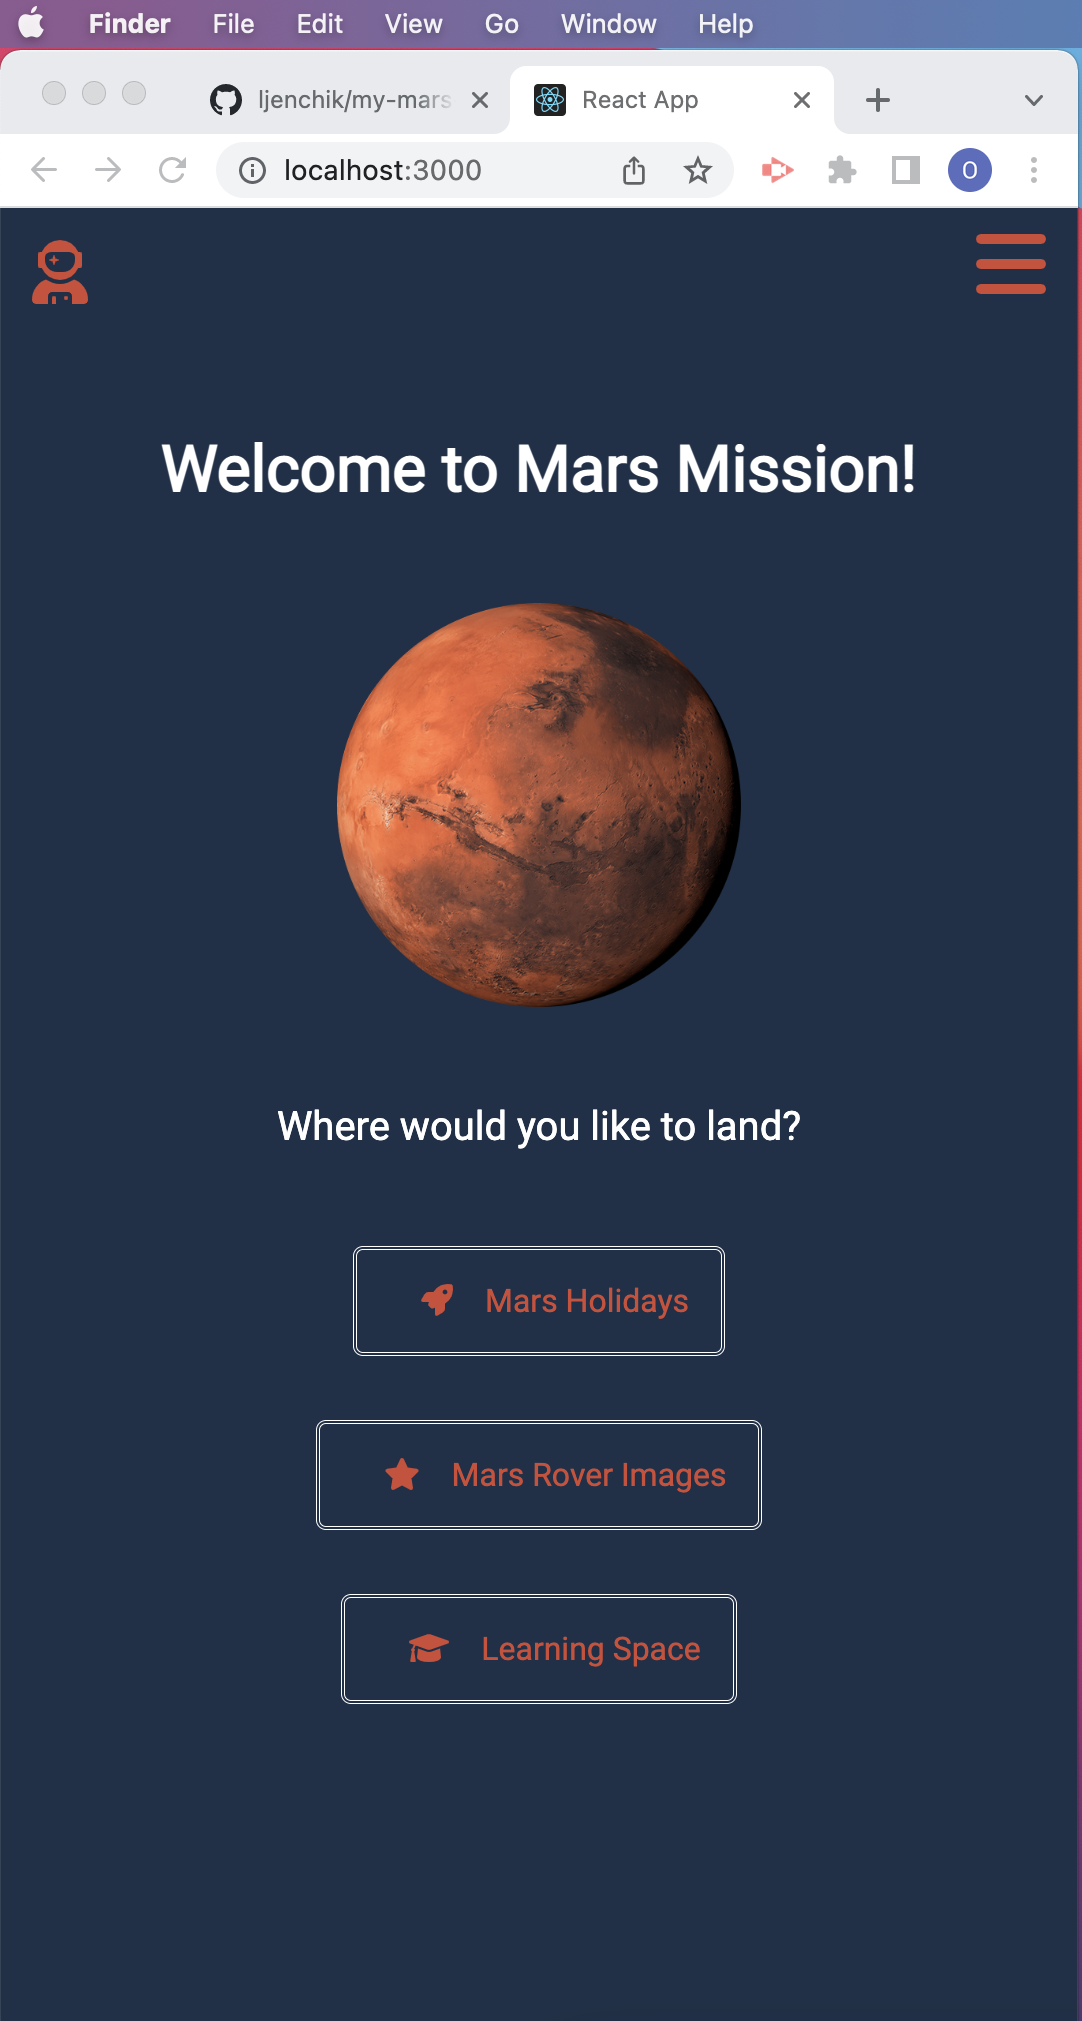 Finder File Edit View Go Window Help
ljenchik/my-mars React App
localhost:3000 O
Welcome to Mars Mission!
Where would you like to land?
Mars Holidays
Mars Rover Images
Learning Space